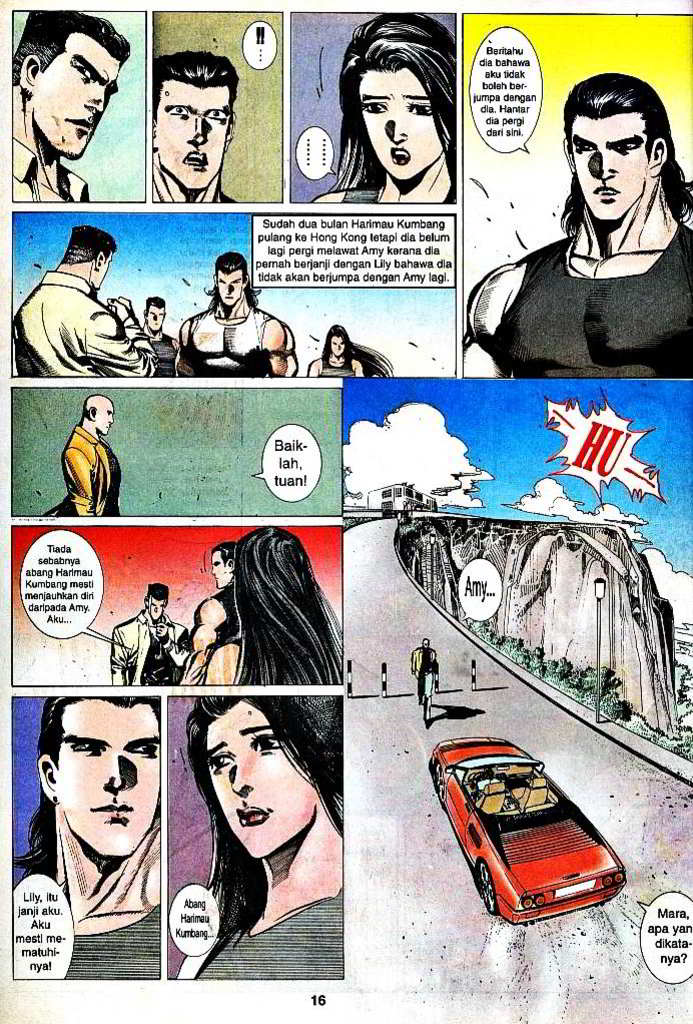 !!
Beritahu
dia bahawa
aku tidak
boleh ber-
jumpa dengan
dia. Hantar
dia pergi
dari sini.
Sudah dua bulan Harimau Kumbang
pulang ke Hong Kong tetapi dia belum
lagi pergi melawat Amy kerana dia
pernah berjanji dengan Lily bahawa dia
tidak akan berjumpa dengan Amy lagi.
Baik-
lah,
tuan!
Tiada
sebabnya
abang Harimau
Kumbang mesti
menjauhkan diri
daripada Amy.
Aku...
Lily, itu
janji aku.
Aku
mesti me-
matuhi-
nya!
Abang
Harimau
Kumbang...
HU
Amy...
Mara,
apa yan
dikata-
nya?
16